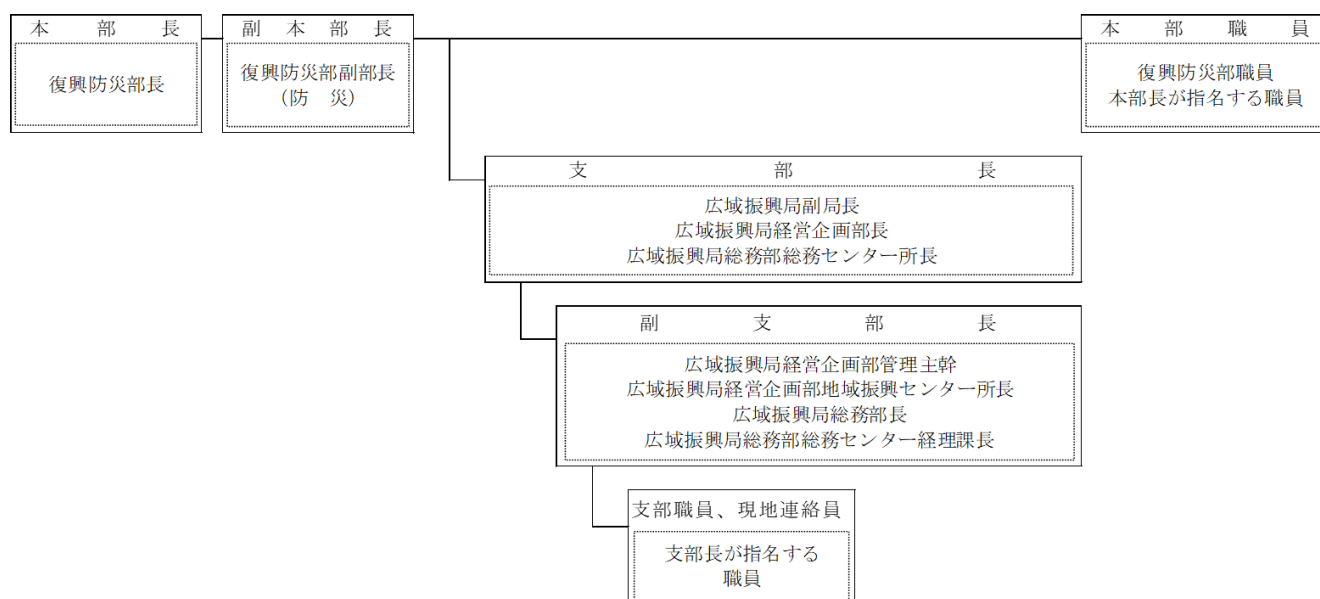 本部長
復興防災部長
副本部長
復興防災部副部長
（防災）
本部職員
復興防災部職員
本部長が指名する職員
支部長
広域振興局副局長
広域振興局経営企画部長
広域振興局総務部総務センター所長
副支部長
広域振興局経営企画部管理主幹
広域振興局経営企画部地域振興センター所長
広域振興局総務部長
広域振興局総務部総務センター経理課長
支部職員、現地連絡員
支部長が指名する
職員